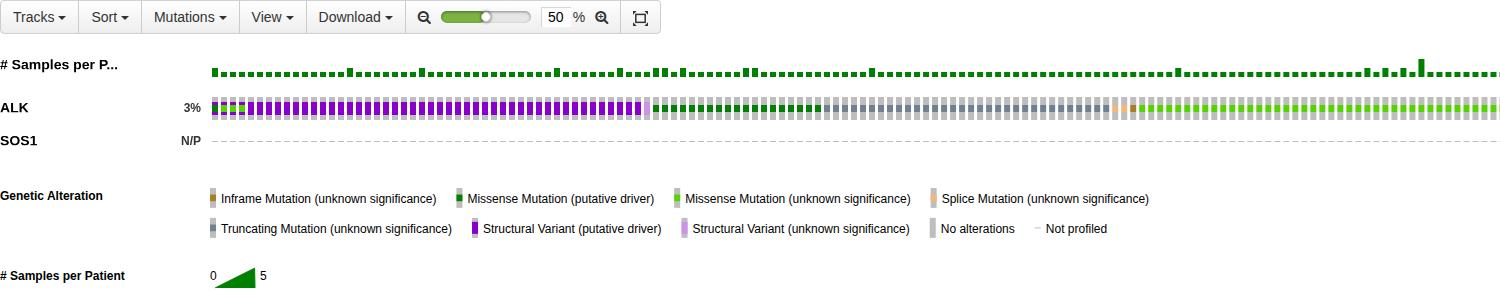 Tracks Sort Mutations View Download 50 %
# Samples per P...
ALK 3%
SOS1 N/P
Genetic Alteration Inframe Mutation (unknown significance) Missense Mutation (putative driver) Missense Mutation (unknown significance) Splice Mutation (unknown significance)
Truncating Mutation (unknown significance) Structural Variant (putative driver) Structural Variant (unknown significance) No alterations Not profiled
# Samples per Patient 0 5